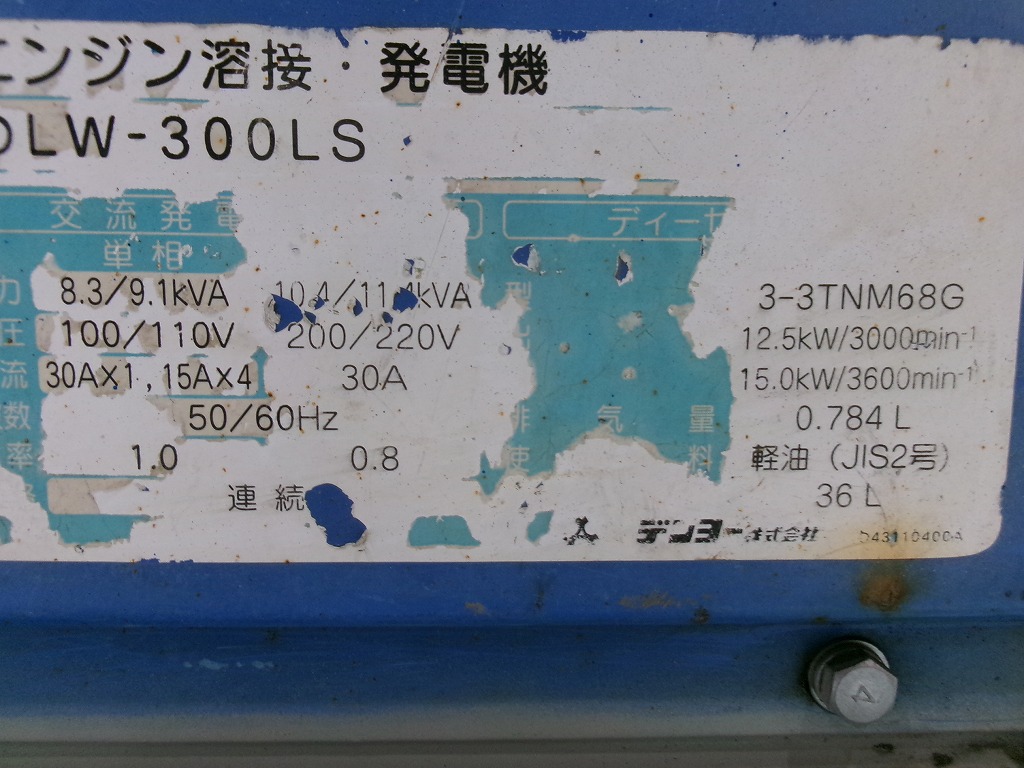 エンジン溶接・発電機
DLW-300LS
交流発電
ディーセ
単相
力 8.3/9.1kVA 10.4/11.4kVA
型 3-3TNM68G
圧 100/110V 200/220V
12.5kW/3000min-1
流 30A×1,15A×4 30A
15.0kW/3600min-1
数 50/60Hz
排気量 0.784 L
率 1.0 0.8
使 料 軽油(JIS2号)
連続
36 L
デンヨー株式会社 D43110400A
4